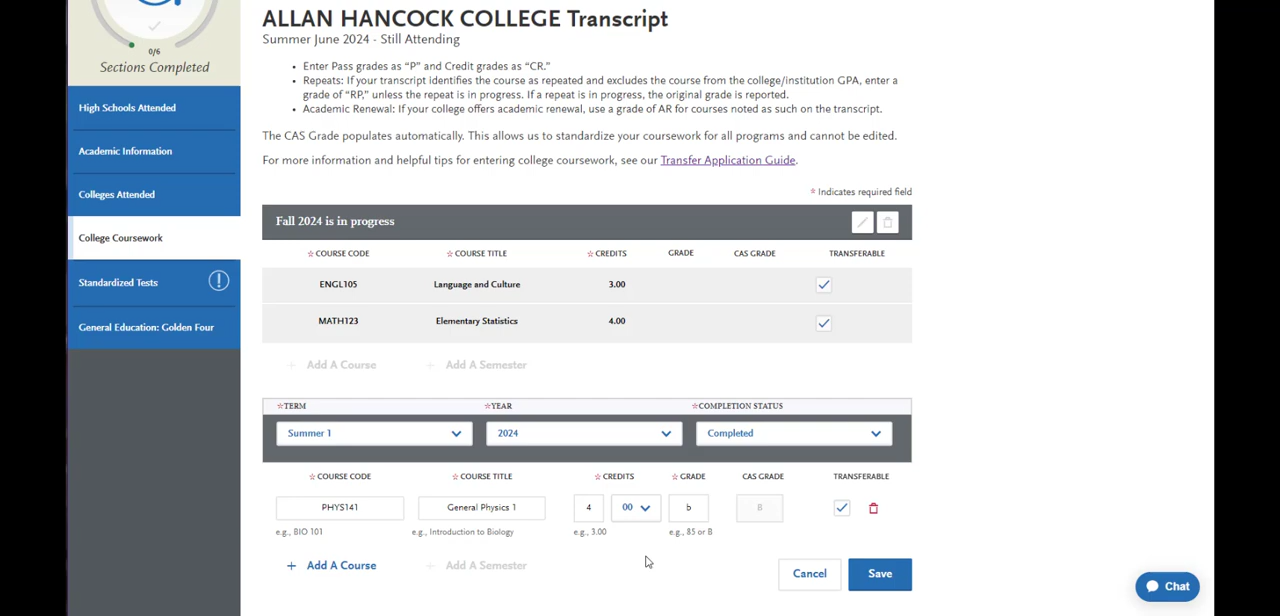 ALLAN HANCOCK COLLEGE Transcript
Summer June 2024 - Still Attending
0/6
Sections Completed
• Enter Pass grades as “P” and Credit grades as “CR.”
• Repeats: If your transcript identifies the course as repeated and excludes the course from the college/institution GPA, enter a
grade of “RP,” unless the repeat is in progress. If a repeat is in progress, the original grade is reported.
• Academic Renewal: If your college offers academic renewal, use a grade of AR for courses noted as such on the transcript.
High Schools Attended
Academic Information
Colleges Attended
College Coursework
Standardized Tests
General Education: Golden Four
The CAS Grade populates automatically. This allows us to standardize your coursework for all programs and cannot be edited.
For more information and helpful tips for entering college coursework, see our Transfer Application Guide.
* Indicates required field
Fall 2024 is in progress
COURSE CODE COURSE TITLE CREDITS GRADE CAS GRADE TRANSFERABLE
ENGL105 Language and Culture 3.00
MATH123 Elementary Statistics 4.00
+ Add A Course + Add A Semester
TERM YEAR COMPLETION STATUS
Summer 1 2024 Completed
COURSE CODE COURSE TITLE CREDITS GRADE CAS GRADE TRANSFERABLE
PHYS141 General Physics 1 4 00 b B
e.g., BIO 101 e.g., Introduction to Biology e.g., 3.00 e.g., 85 or B
+ Add A Course + Add A Semester
Cancel Save
Chat